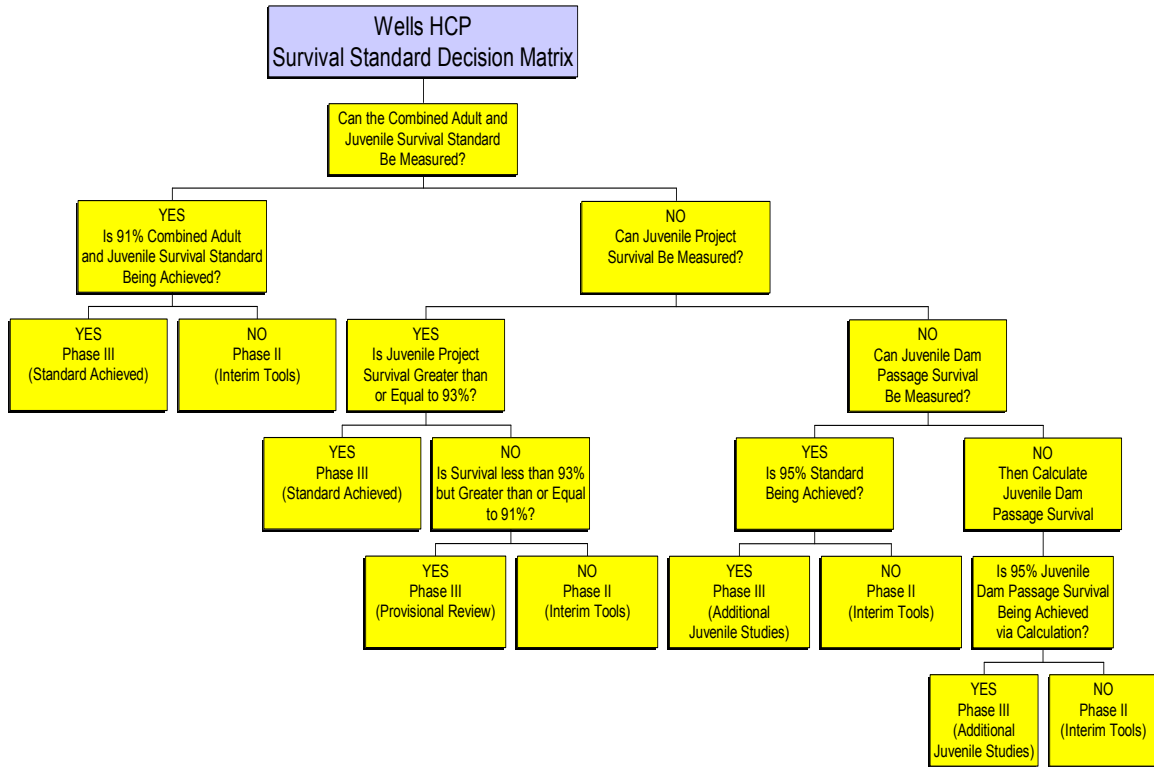 Wells HCP
Survival Standard Decision Matrix
Can the Combined Adult and
Juvenile Survival Standard
Be Measured?
YES
Is 91% Combined Adult
and Juvenile Survival Standard
Being Achieved?
NO
Can Juvenile Project
Survival Be Measured?
YES
Phase III
(Standard Achieved)
NO
Phase II
(Interim Tools)
YES
Is Juvenile Project
Survival Greater than
or Equal to 93%?
NO
Can Juvenile Dam
Passage Survival
Be Measured?
YES
Phase III
(Standard Achieved)
NO
Is Survival less than 93%
but Greater than or Equal
to 91%?
YES
Is 95% Standard
Being Achieved?
NO
Then Calculate
Juvenile Dam
Passage Survival
YES
Phase III
(Provisional Review)
NO
Phase II
(Interim Tools)
YES
Phase III
(Additional
Juvenile Studies)
NO
Phase II
(Interim Tools)
Is 95% Juvenile
Dam Passage Survival
Being Achieved
via Calculation?
YES
Phase III
(Additional
Juvenile Studies)
NO
Phase II
(Interim Tools)